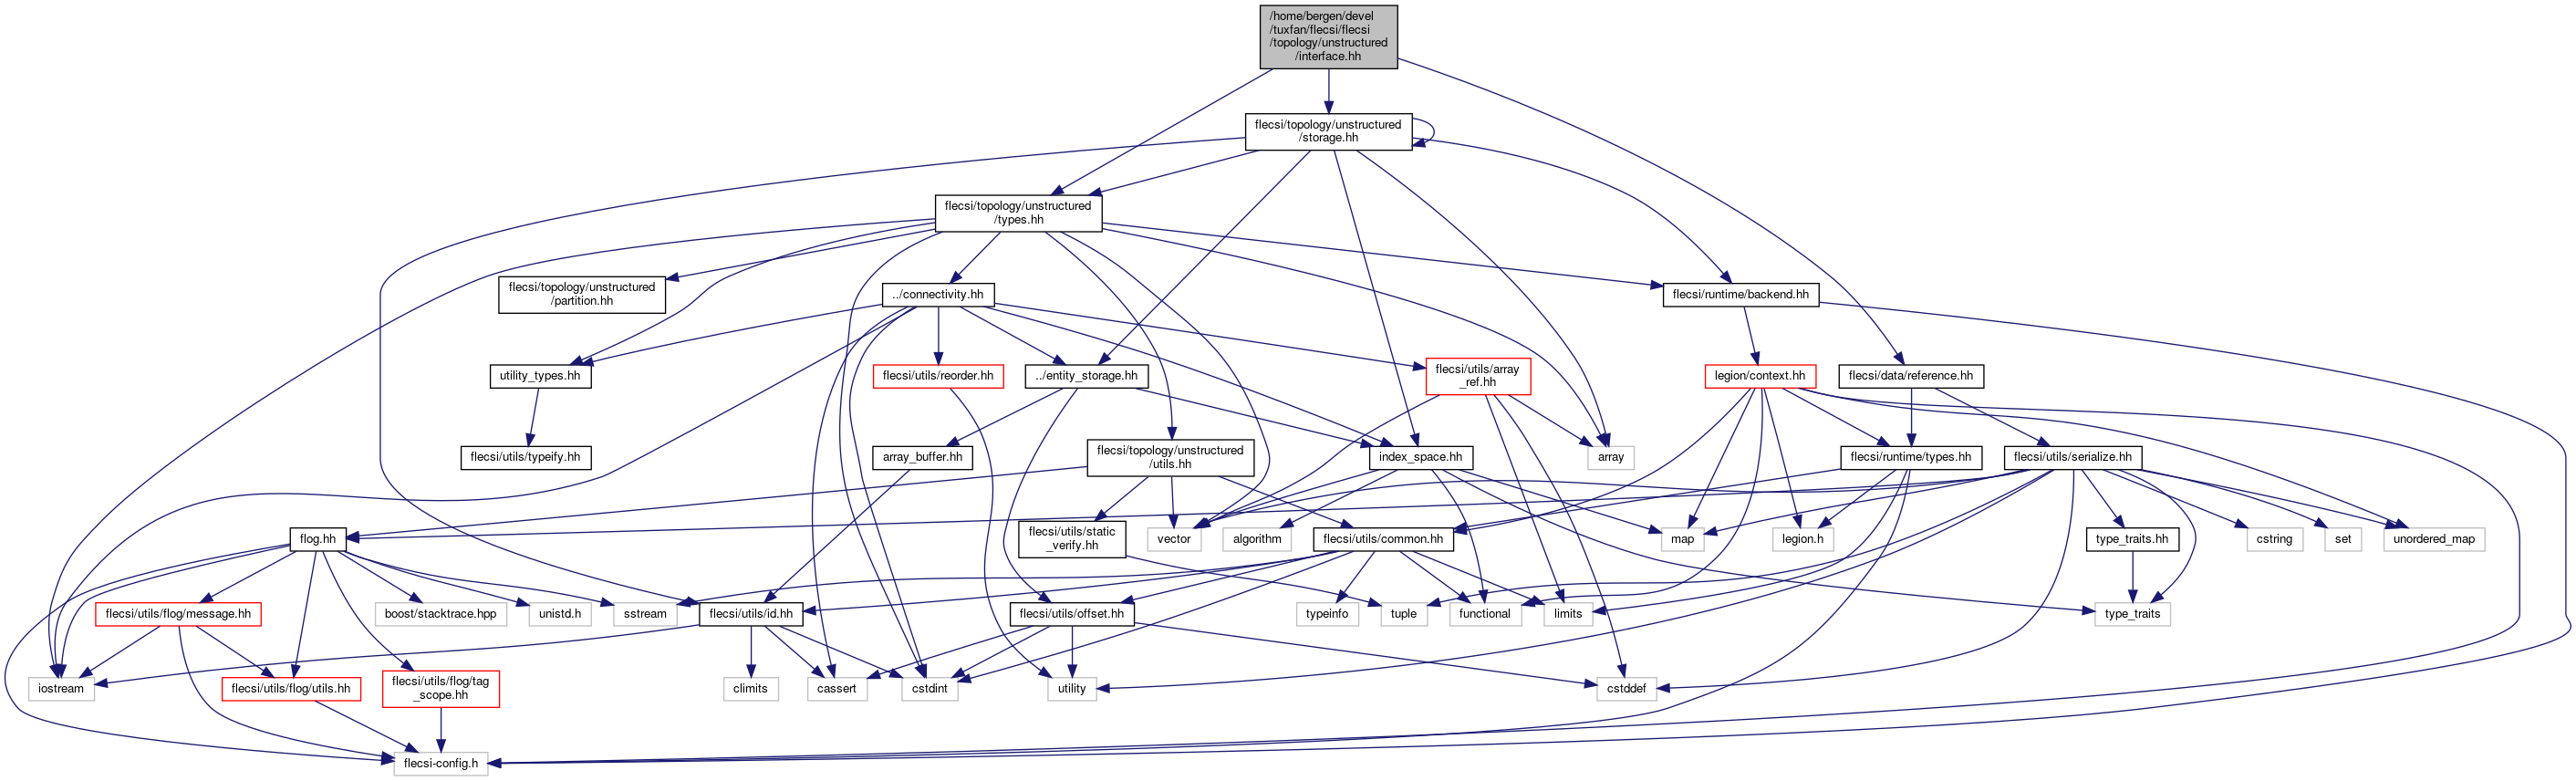 /home/bergen/devel
/tuxfan/flecsi/flecsi
/topology/unstructured
/interface.hh
flecsi/topology/unstructured
/storage.hh
flecsi/topology/unstructured
/types.hh
flecsi/topology/unstructured
/partition.hh
../connectivity.hh
flecsi/runtime/backend.hh
utility_types.hh
flecsi/utils/reorder.hh
../entity_storage.hh
flecsi/utils/array
_ref.hh
legion/context.hh
flecsi/data/reference.hh
flecsi/utils/typeify.hh
array_buffer.hh
flecsi/topology/unstructured
/utils.hh
index_space.hh
array
flecsi/runtime/types.hh
flecsi/utils/serialize.hh
flog.hh
flecsi/utils/static
_verify.hh
vector
algorithm
flecsi/utils/common.hh
map
legion.h
type_traits.hh
cstring
set
unordered_map
flecsi/utils/flog/message.hh
boost/stacktrace.hpp
unistd.h
sstream
flecsi/utils/id.hh
flecsi/utils/offset.hh
typeinfo
tuple
functional
limits
type_traits
iostream
flecsi/utils/flog/utils.hh
flecsi/utils/flog/tag
_scope.hh
climits
cassert
cstdint
utility
cstddef
flecsi-config.h